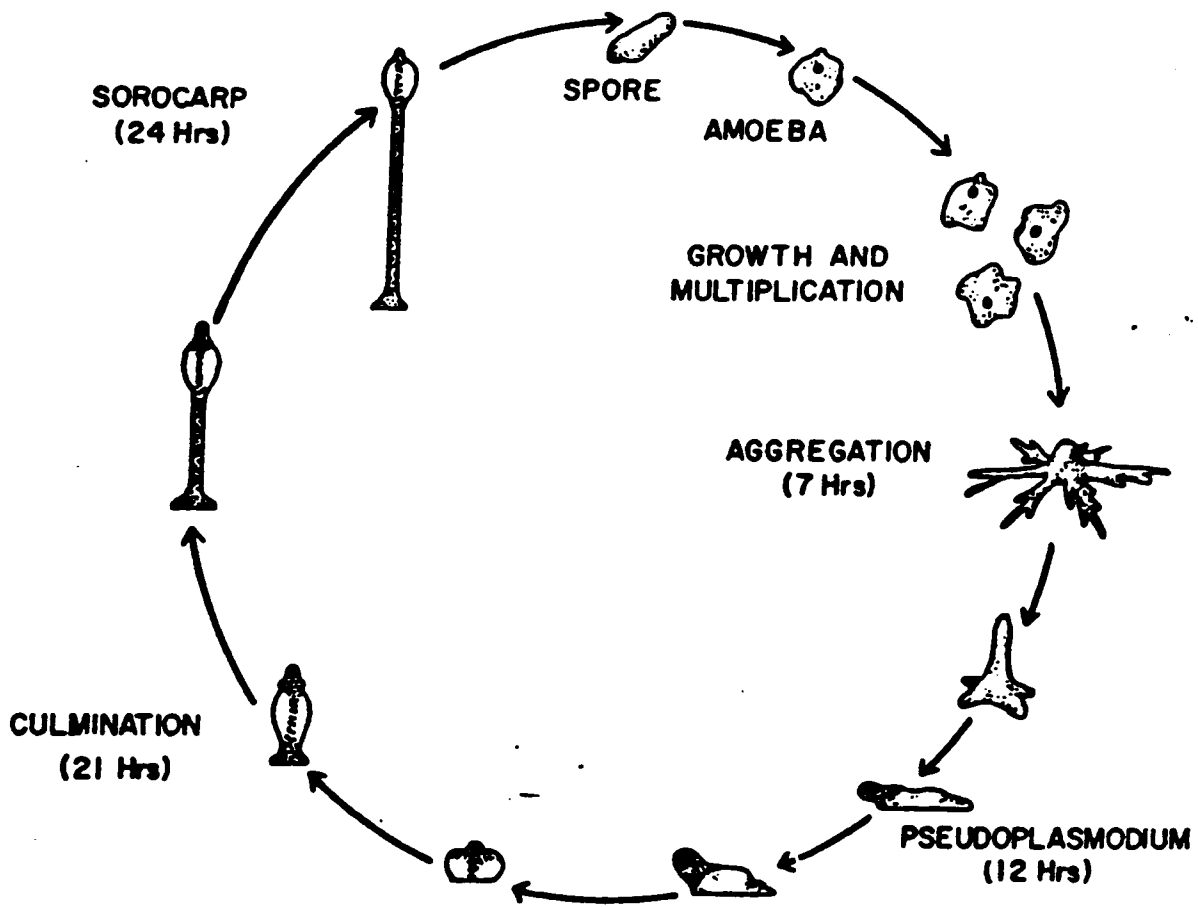 SPORE
AMOEBA
GROWTH AND
MULTIPLICATION
AGGREGATION
(7 Hrs)
PSEUDOPLASMODIUM
(12 Hrs)
CULMINATION
(21 Hrs)
SOROCARP
(24 Hrs)